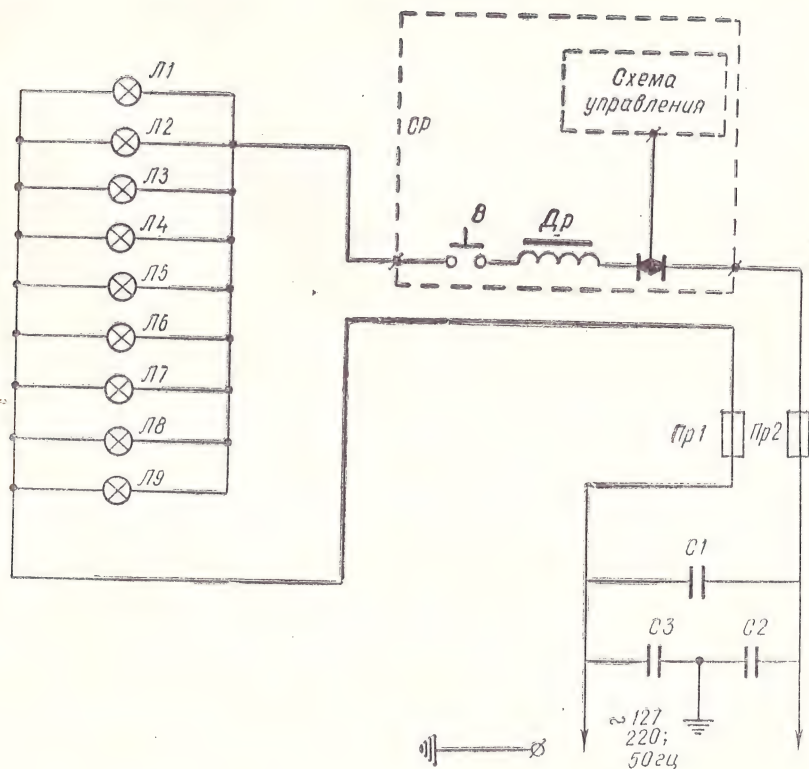 Л1
Л2
Л3
Л4
Л5
Л6
Л7
Л8
Л9
СР
Схема
управления
В
Др
Пр1
Пр2
С1
С3
С2
~127
220;
50гц